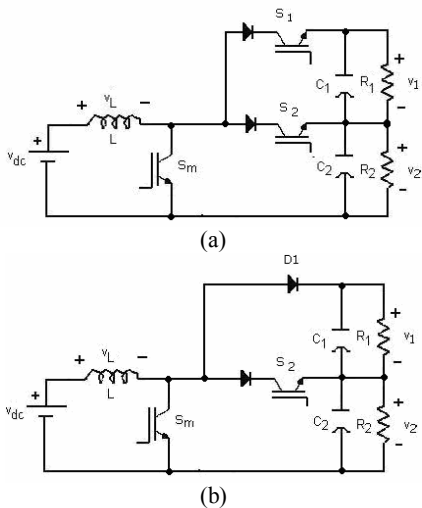 S1
vL
+ -
L
C1 R1 + v1 -
S2
+
vdc
Sm
C2 R2 + v2 -
(a)
D1
vL
+ -
L
C1 R1 + v1 -
S2
+
vdc
Sm
C2 R2 + v2 -
(b)